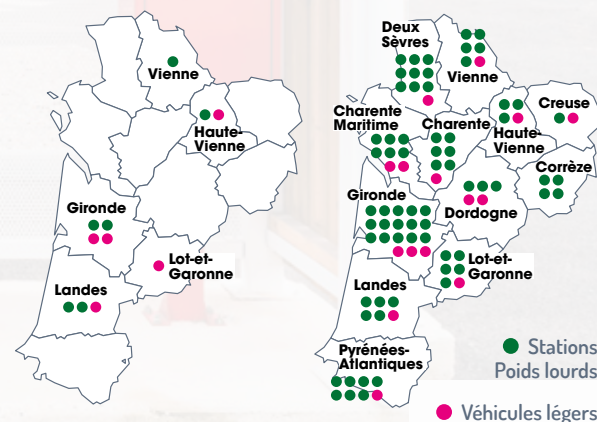 Vienne
Haute-
Vienne
Gironde
Lot-et-
Garonne
Landes
Deux
Sèvres
Vienne
Creuse
Charente
Maritime
Charente
Haute-
Vienne
Corrèze
Gironde
Dordogne
Lot-et-
Garonne
Landes
Pyrénées-
Atlantiques
Stations
Poids lourds
Véhicules légers